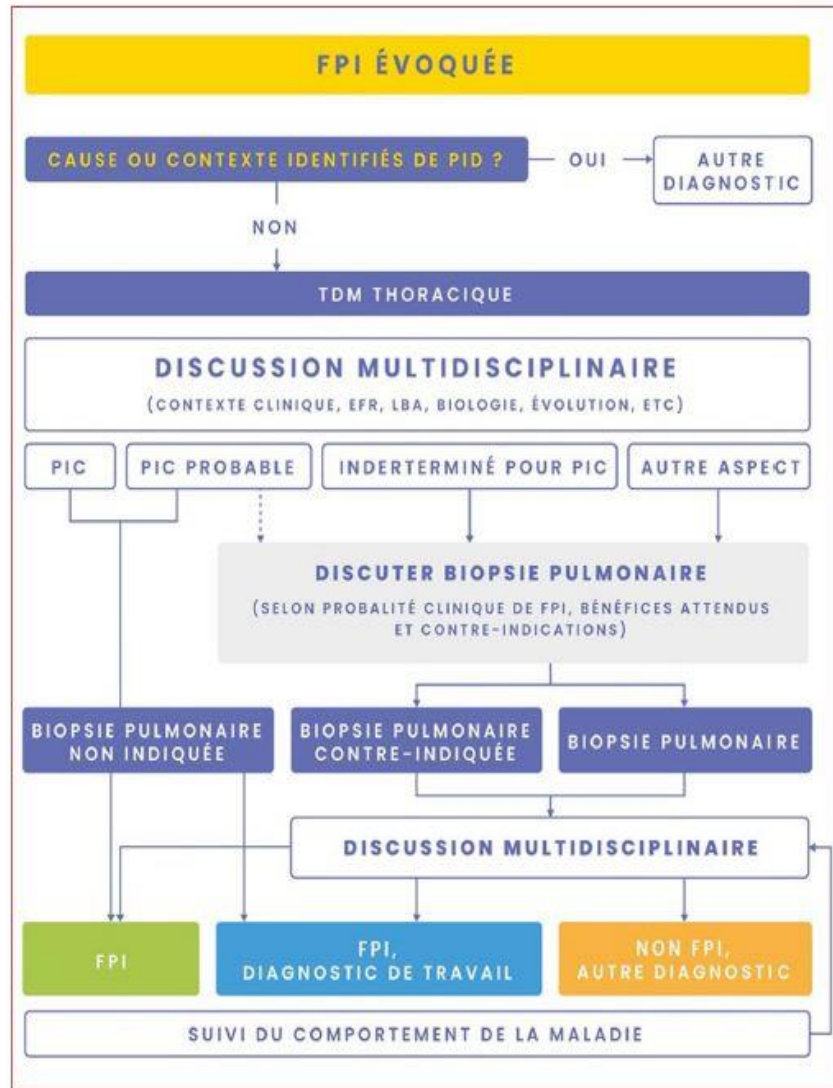 FPI ÉVOQUÉE
CAUSE OU CONTEXTE IDENTIFIÉS DE PID ?
OUI
AUTRE
DIAGNOSTIC
NON
TDM THORACIQUE
DISCUSSION MULTIDISCIPLINAIRE
(CONTEXTE CLINIQUE, EFR, LBA, BIOLOGIE, ÉVOLUTION, ETC)
PIC
PIC PROBABLE
INDERTERMINÉ POUR PIC
AUTRE ASPECT
DISCUTER BIOPSIE PULMONAIRE
(SELON PROBALITÉ CLINIQUE DE FPI, BÉNÉFICES ATTENDUS
ET CONTRE-INDICATIONS)
BIOPSIE PULMONAIRE
NON INDIQUÉE
BIOPSIE PULMONAIRE
CONTRE-INDIQUÉE
BIOPSIE PULMONAIRE
DISCUSSION MULTIDISCIPLINAIRE
FPI
FPI,
DIAGNOSTIC DE TRAVAIL
NON FPI,
AUTRE DIAGNOSTIC
SUIVI DU COMPORTEMENT DE LA MALADIE